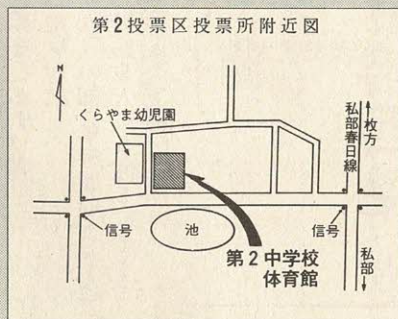 第2投票区投票所附近図
N
くらやま幼児園
私部春日線
枚方
信号
池
信号
第2中学校
体育館
私部